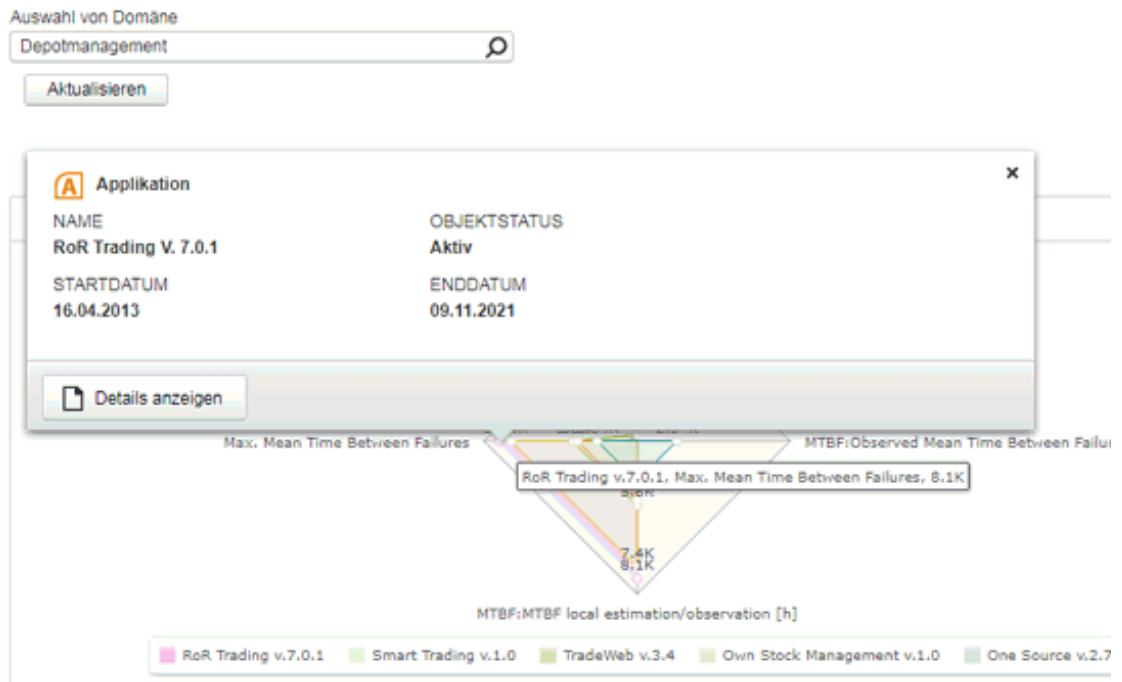 Auswahl von Domäne
Depotmanagement
Aktualisieren
A Applikation
NAME
OBJEKTSTATUS
RoR Trading V. 7.0.1
Aktiv
STARTDATUM
ENDDATUM
16.04.2013
09.11.2021
Details anzeigen
Max. Mean Time Between Failures
MTBF:Observed Mean Time Between Failu
RoR Trading v.7.0.1, Max. Mean Time Between Failures, 8.1K
7.4K
8.1K
MTBF:MTBF local estimation/observation [h]
RoR Trading v.7.0.1 Smart Trading v.1.0 TradeWeb v.3.4 Own Stock Management v.1.0 One Source v.2.7